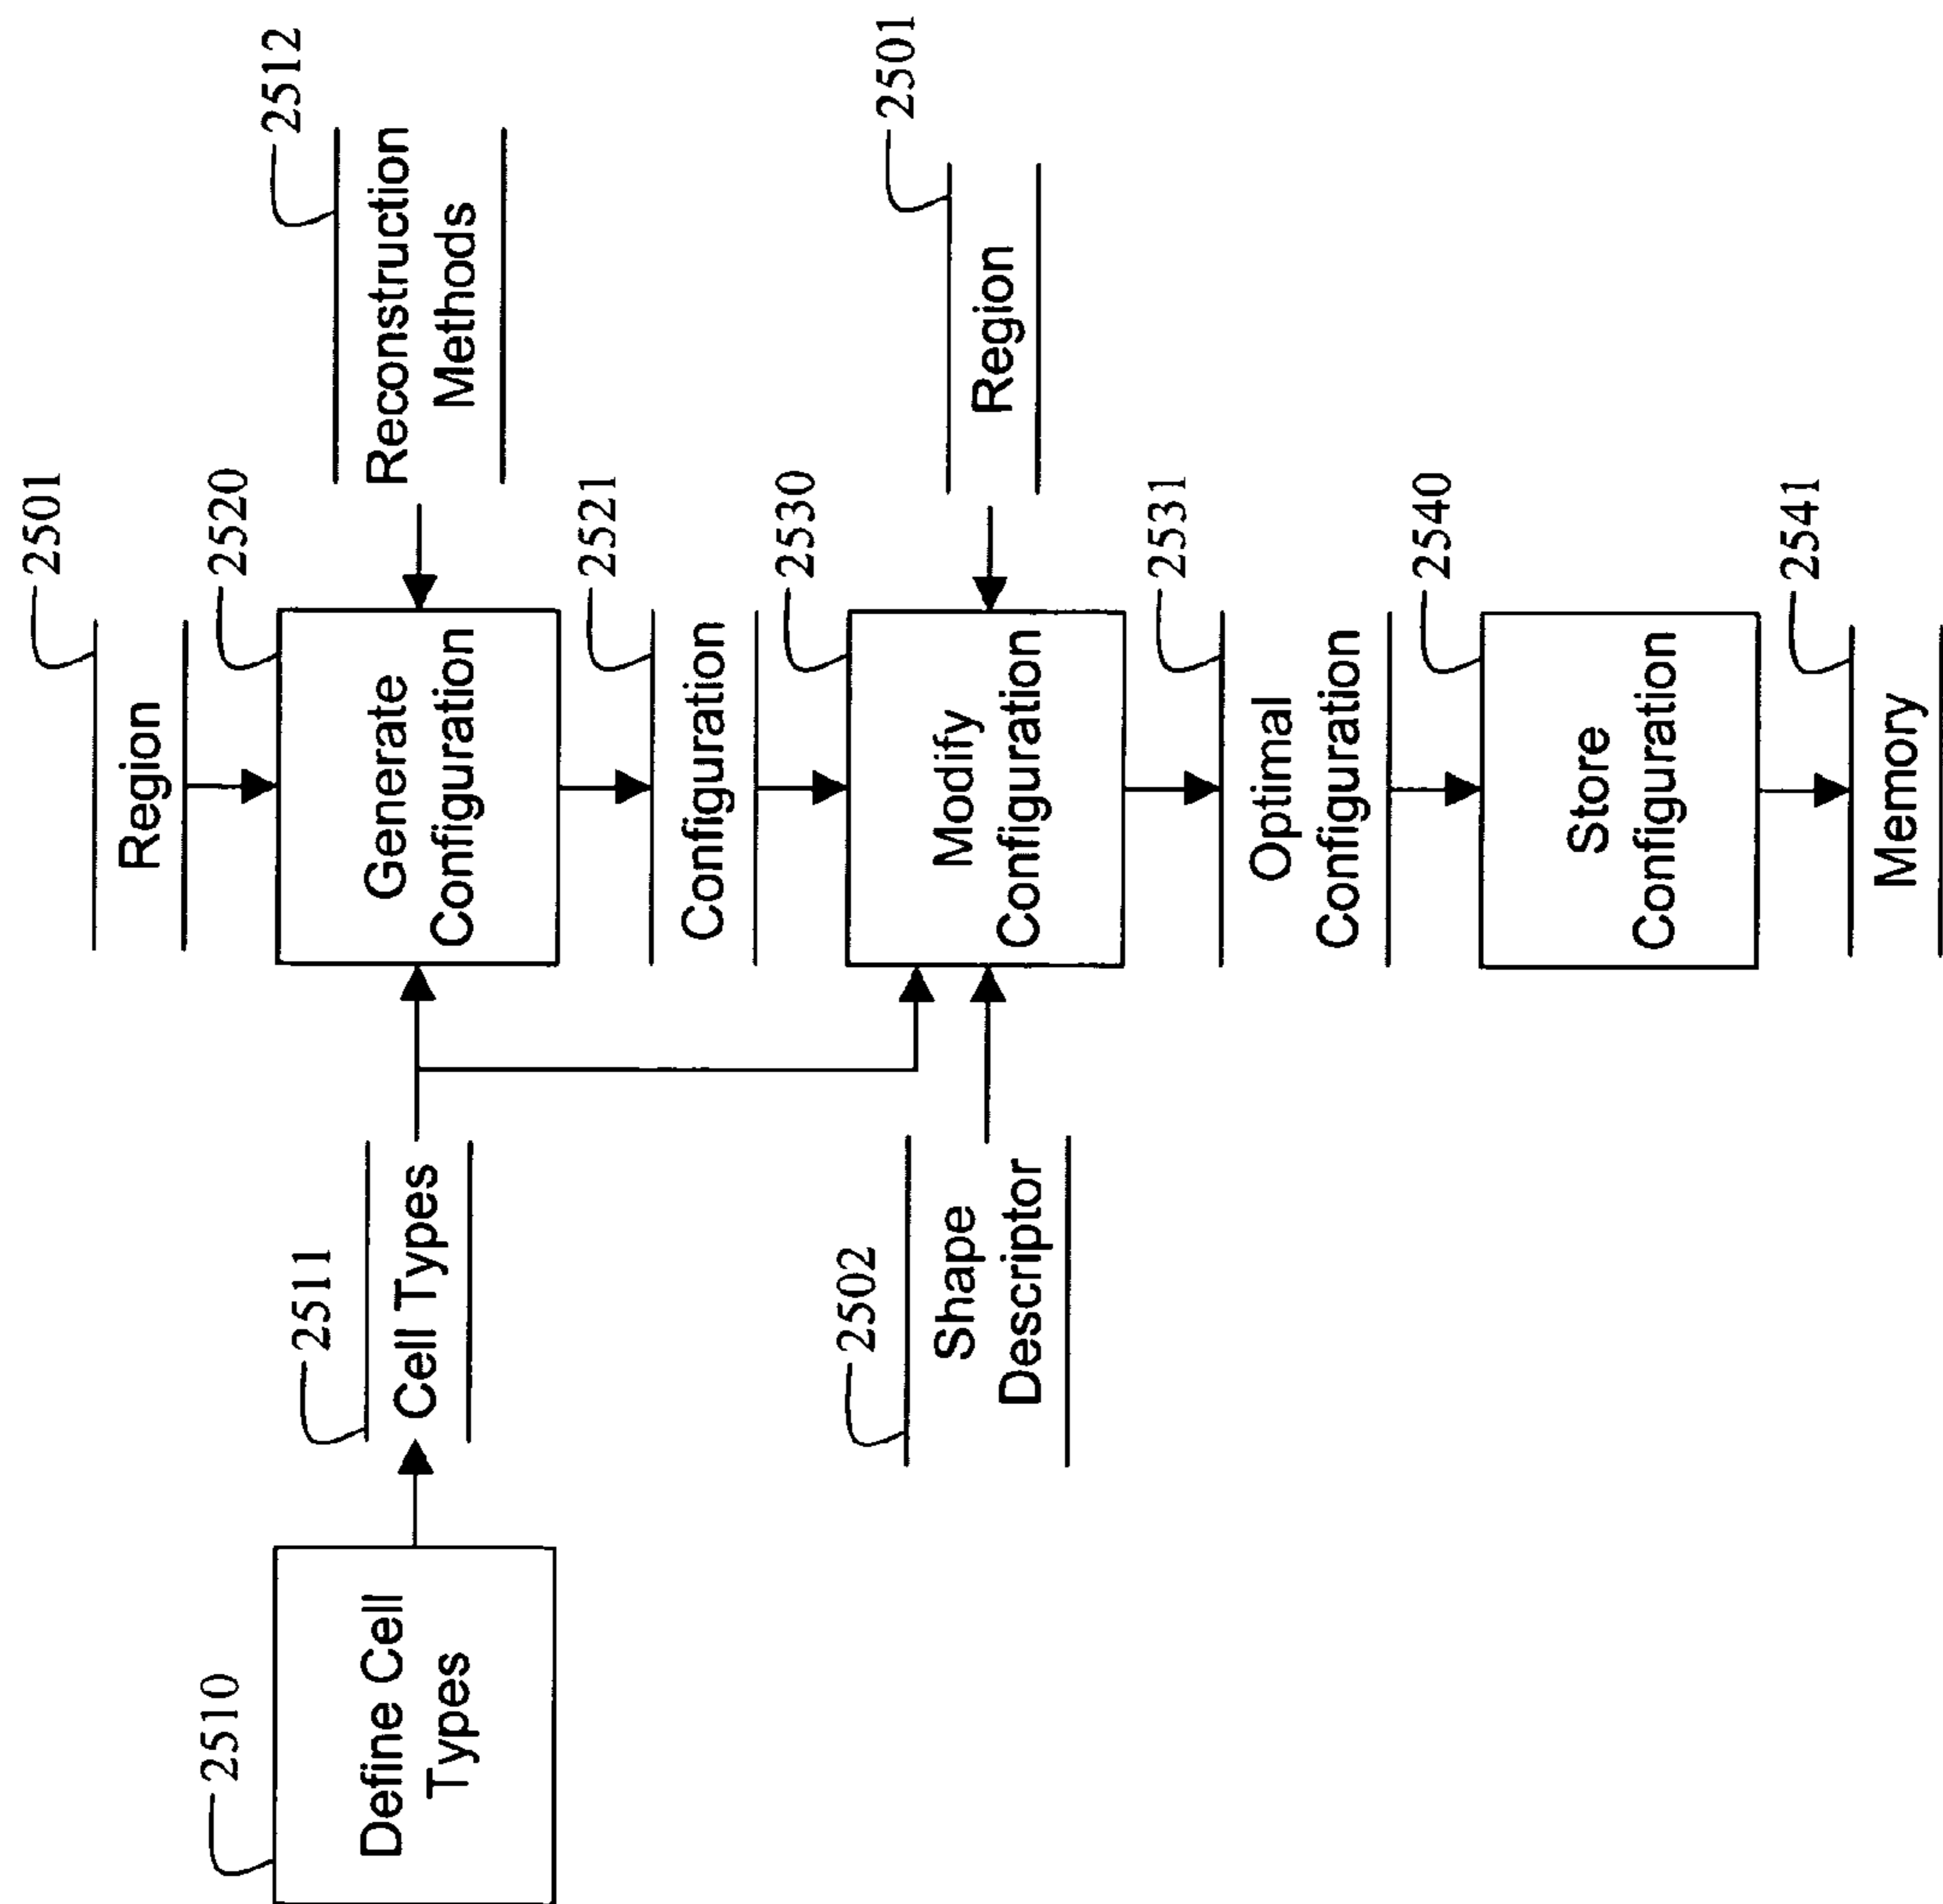 2501
Region
2510
2520
2512
2511
Define Cell
Types
Cell Types
Generate
Configuration
Reconstruction
Methods
2521
Configuration
2530
2502
2501
Shape
Descriptor
Modify
Configuration
Region
2531
Optimal
Configuration
2540
Store
Configuration
2541
Memory